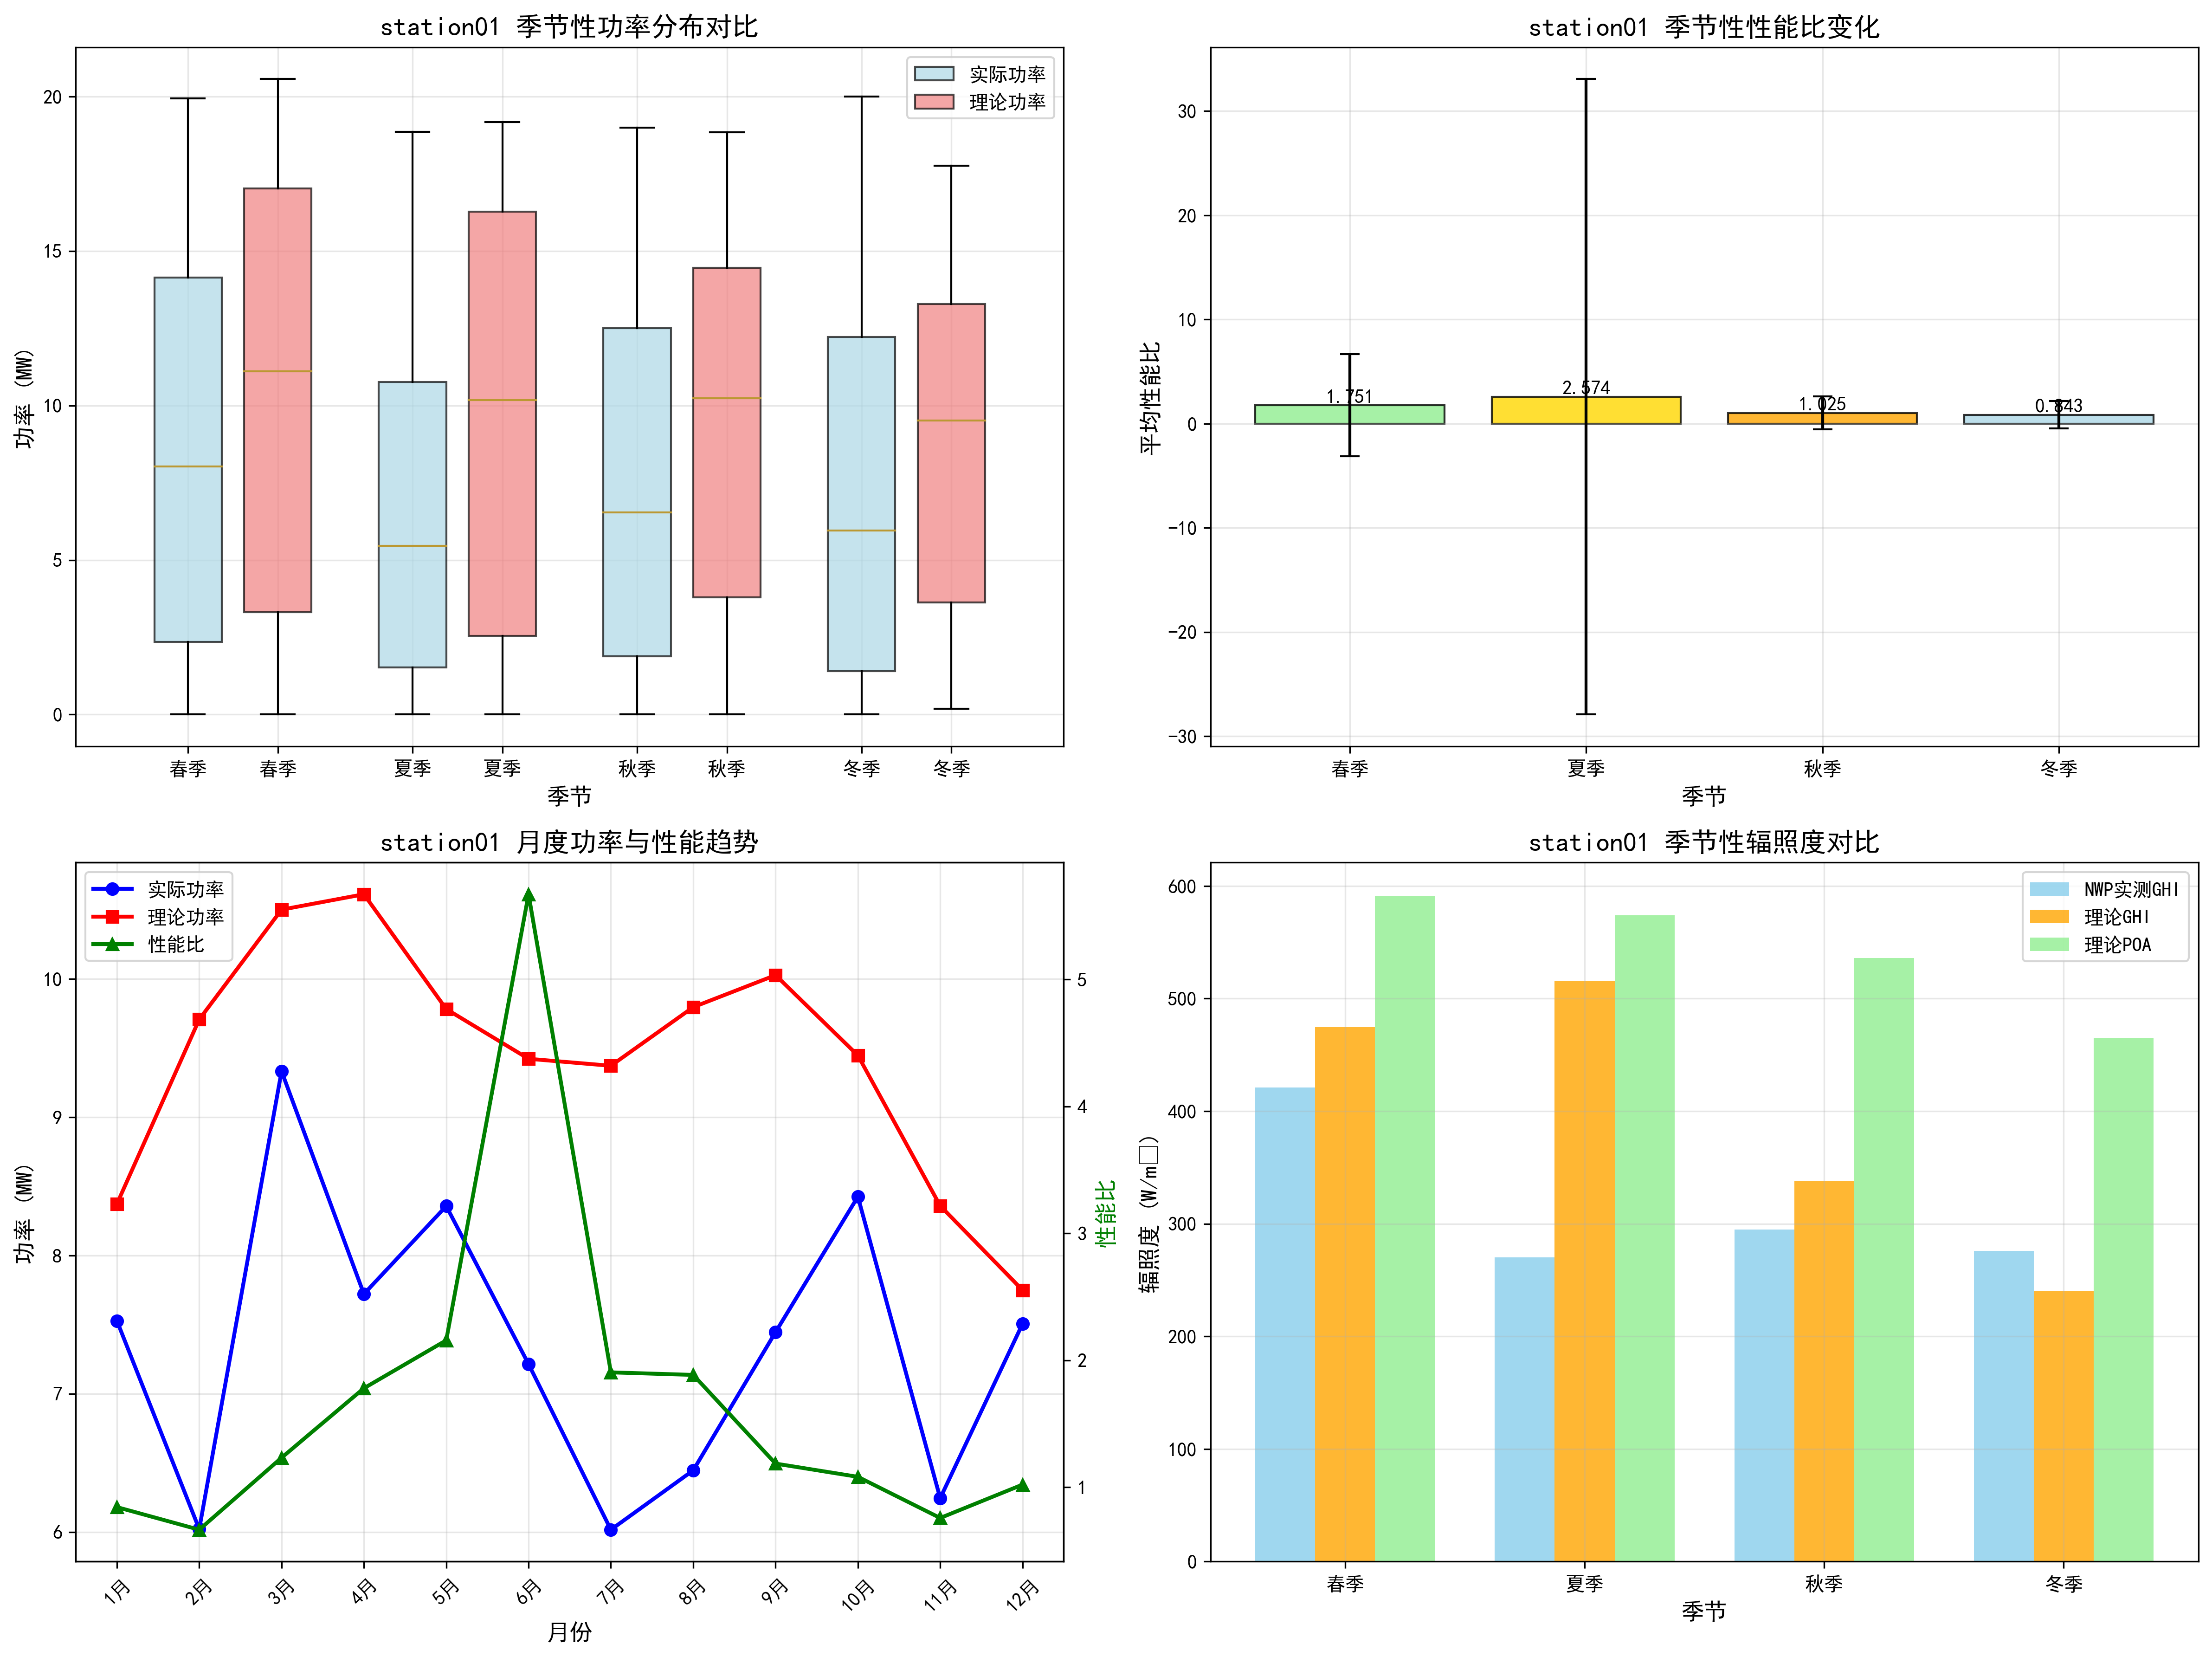 station01 季节性功率分布对比
功率 (MW)
20
15
10
5
0
实际功率
理论功率
春季 春季 夏季 夏季 秋季 秋季 冬季 冬季
季节
station01 季节性性能比变化
平均性能比
30
20
10
0
-10
-20
-30
1.751
2.574
1.025
0.843
春季 夏季 秋季 冬季
季节
station01 月度功率与性能趋势
功率 (MW)
10
9
8
7
6
实际功率
理论功率
性能比
5
4
3
2
1
性能比
1月 2月 3月 4月 5月 6月 7月 8月 9月 10月 11月 12月
月份
station01 季节性辐照度对比
辐照度 (W/m□)
600
500
400
300
200
100
0
NWP实测GHI
理论GHI
理论POA
春季 夏季 秋季 冬季
季节